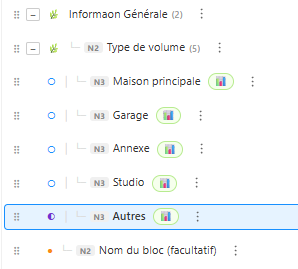 Informaon Générale (2)
N2 Type de volume (5)
N3 Maison principale
N3 Garage
N3 Annexe
N3 Studio
N3 Autres
N2 Nom du bloc (facultatif)